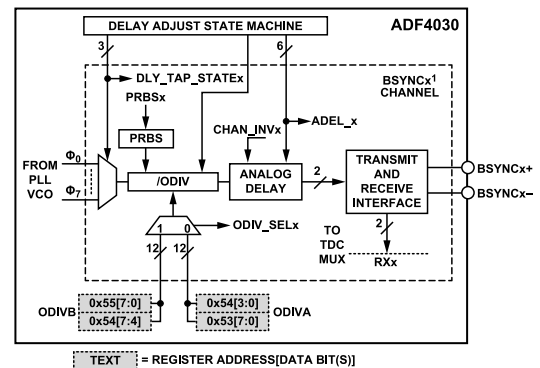 DELAY ADJUST STATE MACHINE
ADF4030
3
6
DLY_TAP_STATEx
BSYNCx1
CHANNEL
PRBSx
ADEL_x
CHAN_INVx
PRBS
FROM
PLL
VCO
Φ0
Φ7
/ODIV
ANALOG
DELAY
2
TRANSMIT
AND
RECEIVE
INTERFACE
BSYNCx+
BSYNCx–
1 0
ODIV_SELx
2
TO
TDC
MUX
RXx
12 12
ODIVB
0x55[7:0]
0x54[7:4]
0x54[3:0]
0x53[7:0]
ODIVA
TEXT = REGISTER ADDRESS[DATA BIT(S)]